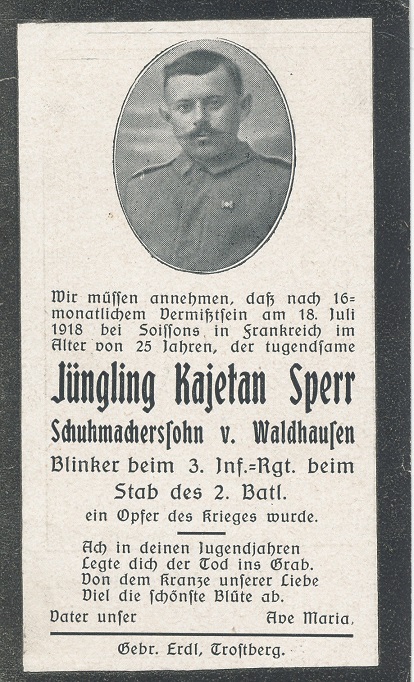 Wir müſſen annehmen, daß nach 16=
monatlichem Vermißtſein am 18. Juli
1918 bei Soiſſons in Frankreich im
Alter von 25 Jahren, der tugendſame
Jüngling Kajetan Sperr
Schuhmachersſohn v. Waldhauſen
Blinker beim 3. Inf.=Rgt. beim
Stab des 2. Batl.
ein Opfer des Krieges wurde.
Ach in deinen Jugendjahren
Legte dich der Tod ins Grab.
Von dem Kranze unſerer Liebe
Viel die ſchönſte Blüte ab.
Vater unſer Ave Maria.
Gebr. Erdl, Troſtberg.